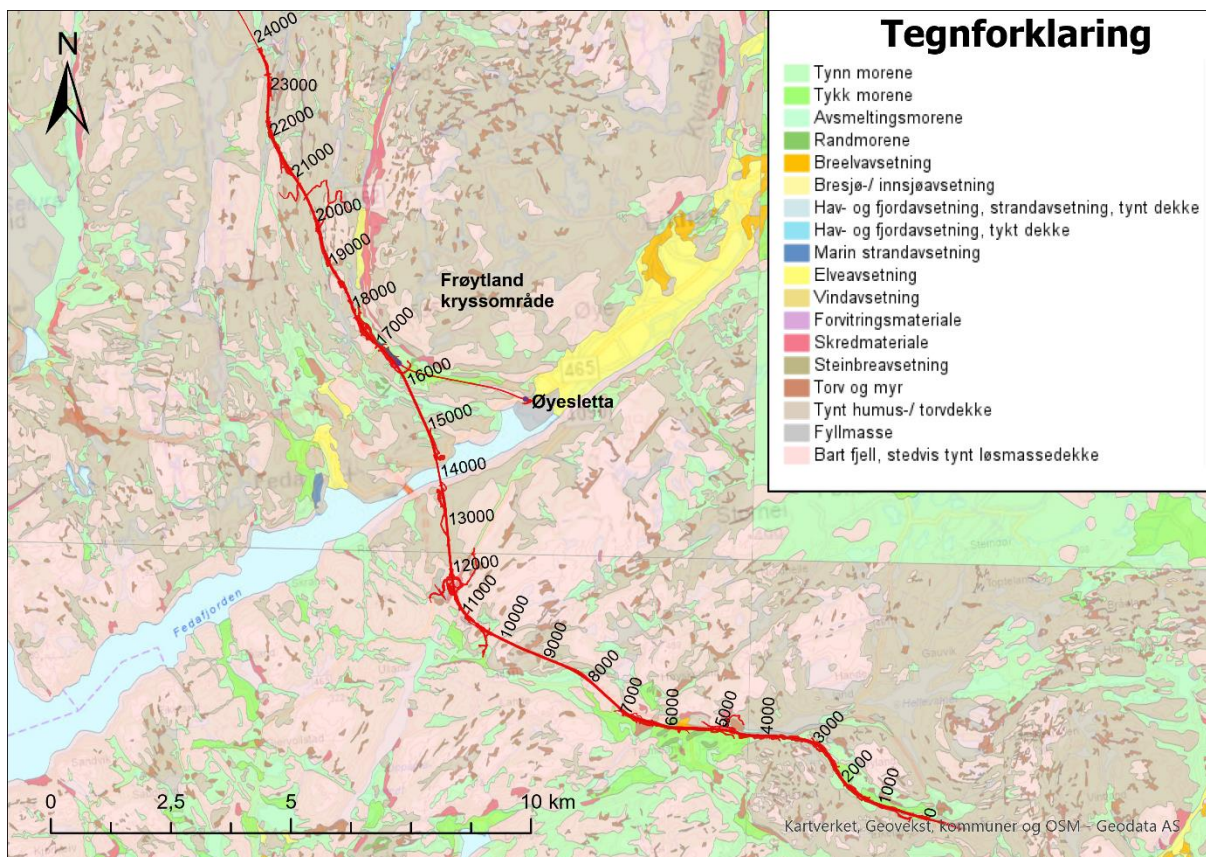 N
24000
23000
22000
21000
20000
19000
18000
17000
16000
15000
14000
13000
12000
11000
10000
9000
8000
7000
6000
5000
4000
3000
2000
1000
0
Frøytland
kryssområde
465
Øyesletta
Feda
Fedafjorden
0 2,5 5 10 km
Kartverket, Geovekst, kommuner og OSM - Geodata AS
Tegnforklaring
Tynn morene
Tykk morene
Avsmeltingsmorene
Randmorene
Breelvavsetning
Bresjø-/ innsjøavsetning
Hav- og fjordavsetning, strandavsetning, tynt dekke
Hav- og fjordavsetning, tykt dekke
Marin strandavsetning
Elveavsetning
Vindavsetning
Forvitringsmateriale
Skredmateriale
Steinbreavsetning
Torv og myr
Tynt humus-/ torvdekke
Fyllmasse
Bart fjell, stedvis tynt løsmassedekke